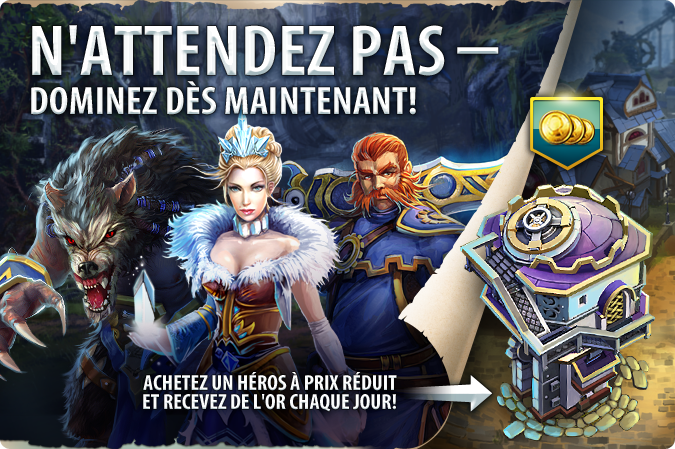 N'ATTENDEZ PAS —
DOMINEZ DÈS MAINTENANT!
ACHETEZ UN HÉROS À PRIX RÉDUIT
ET RECEVEZ DE L'OR CHAQUE JOUR!